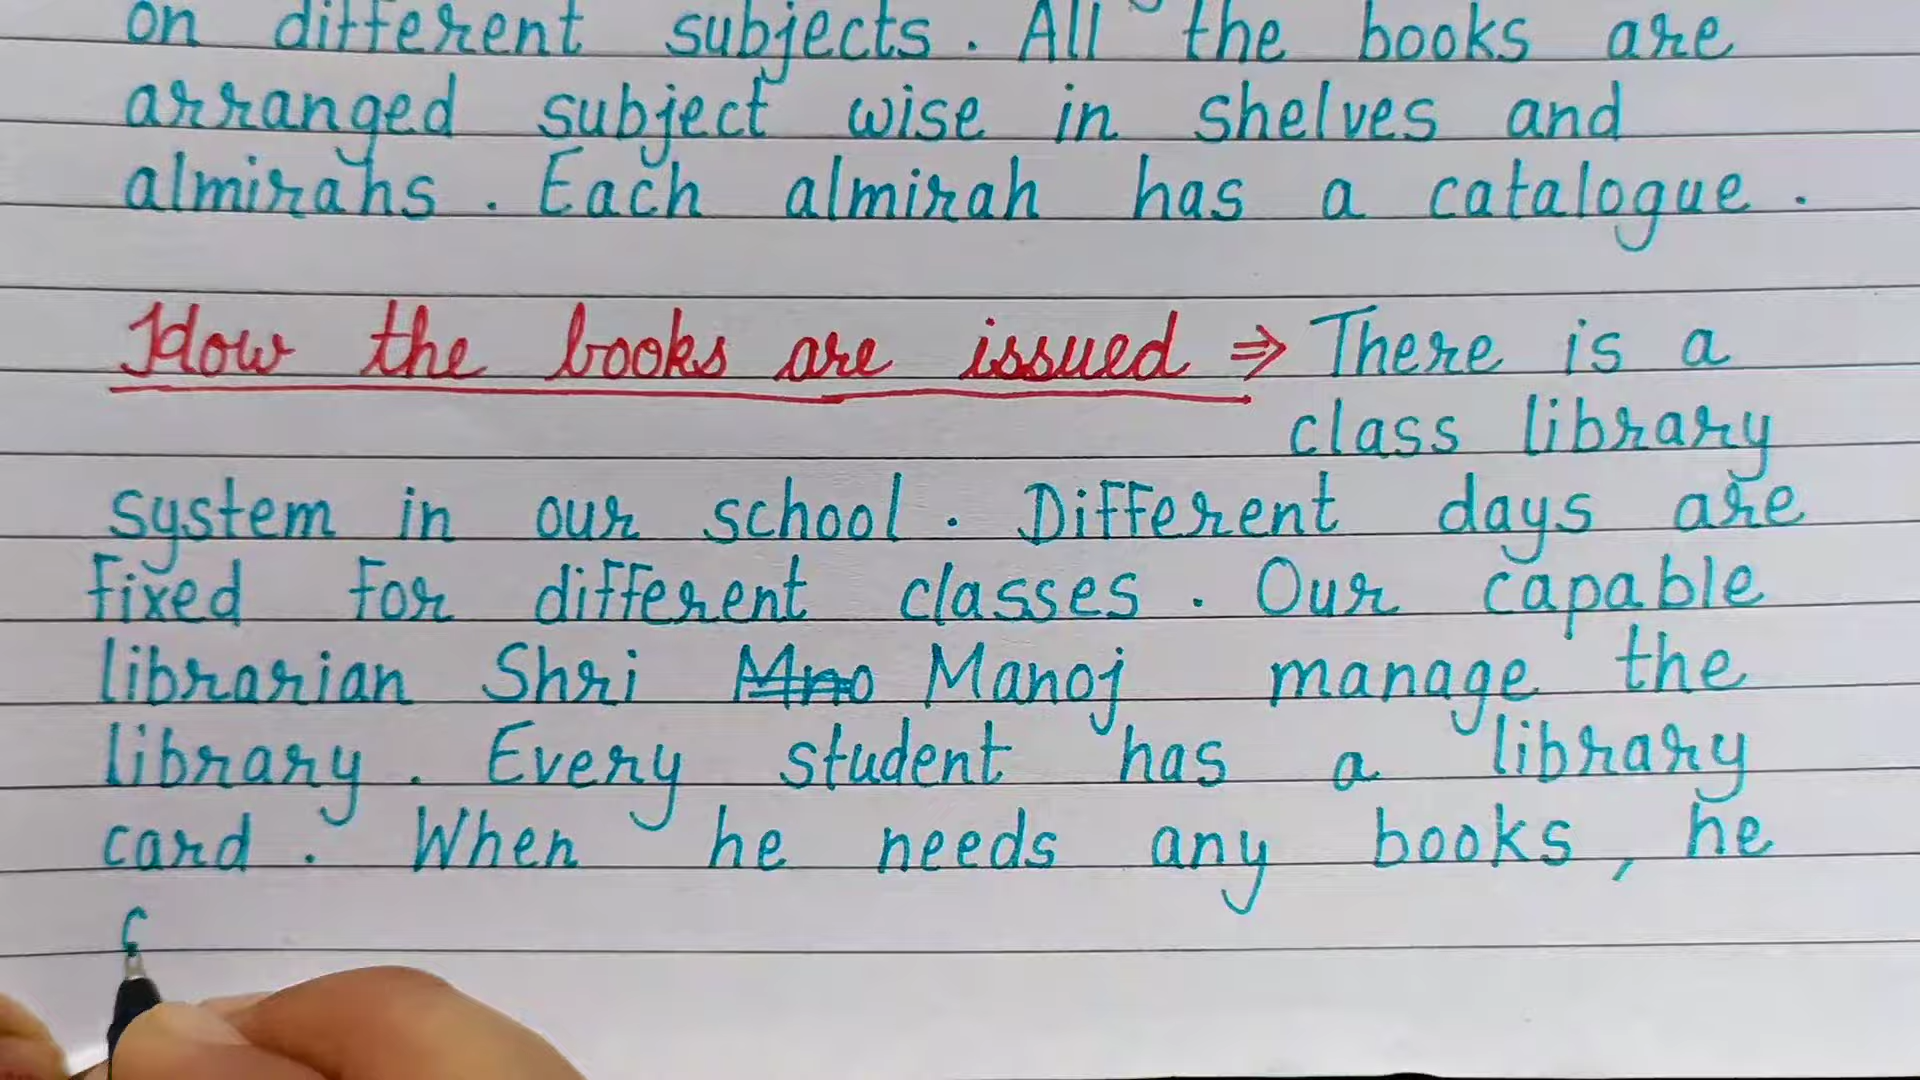 on different subjects. All the books are
arranged subject wise in shelves and
almirahs. Each almirah has a catalogue.
How the books are issued ⇒ There is a
class library
system in our school. Different days are
fixed for different classes. Our capable
librarian Shri Manoj manage the
library. Every student has a library
card. When he needs any books, he